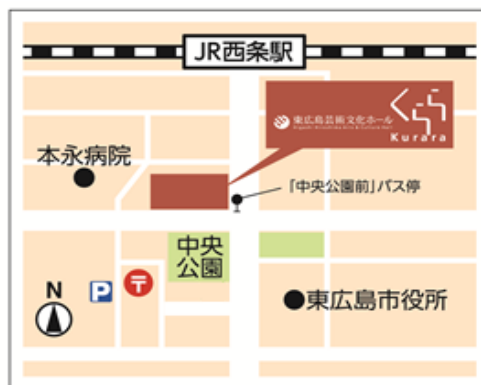 JR西条駅
東広島芸術文化ホール
くらら
Higashi Hiroshima Arts & Culture Hall
Kurara
本永病院
「中央公園前」バス停
中央
公園
N
P
〒
東広島市役所